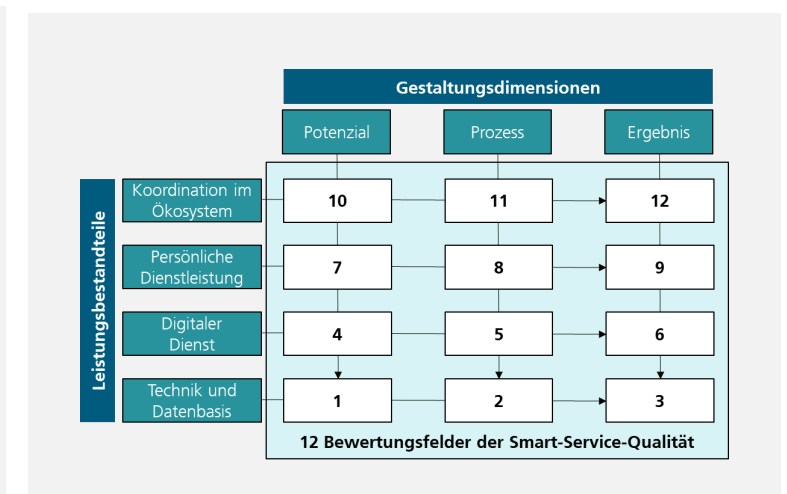 Gestaltungsdimensionen
Potenzial
Prozess
Ergebnis
Leistungsbestandteile
Koordination im
Ökosystem
10
11
12
Persönliche
Dienstleistung
7
8
9
Digitaler
Dienst
4
5
6
Technik und
Datenbasis
1
2
3
12 Bewertungsfelder der Smart-Service-Qualität